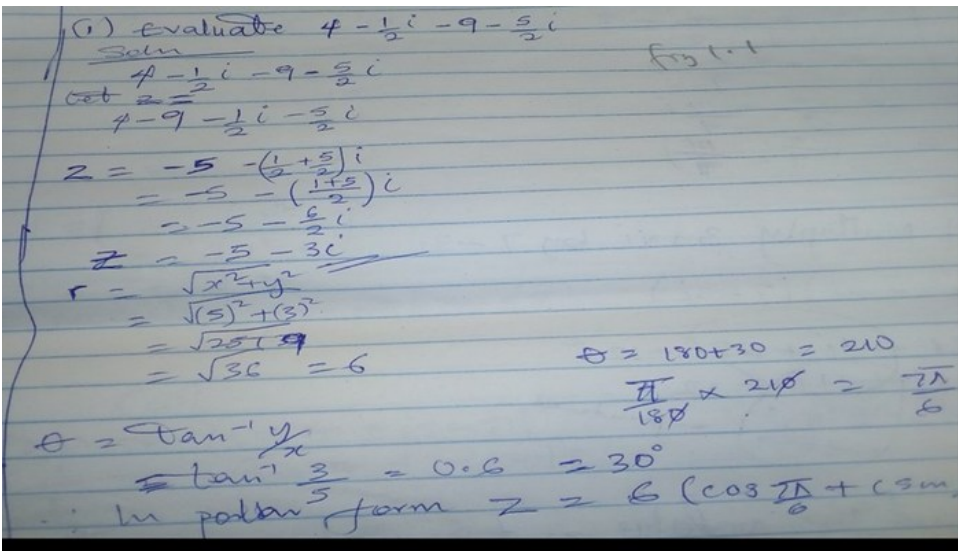 (i) Evaluate 4 - 1/2 i - 9 - 5/2 i
Soln
4 - 1/2 i - 9 - 5/2 i
Let z =
4 - 9 - 1/2 i - 5/2 i
z = -5 - (1/2 + 5/2) i
= -5 - ((1+5)/2) i
= -5 - 6/2 i
z = -5 - 3i
r = √(x² + y²)
= √((5)² + (3)²)
= √(25 + 9)
= √36 = 6
θ = 180 + 30 = 210
π/180 × 210 = 7π/6
θ = tan⁻¹ y/x
= tan⁻¹ 3/5 = 0.6 = 30°
∴ In form z = 6 (cos 7π/6 +